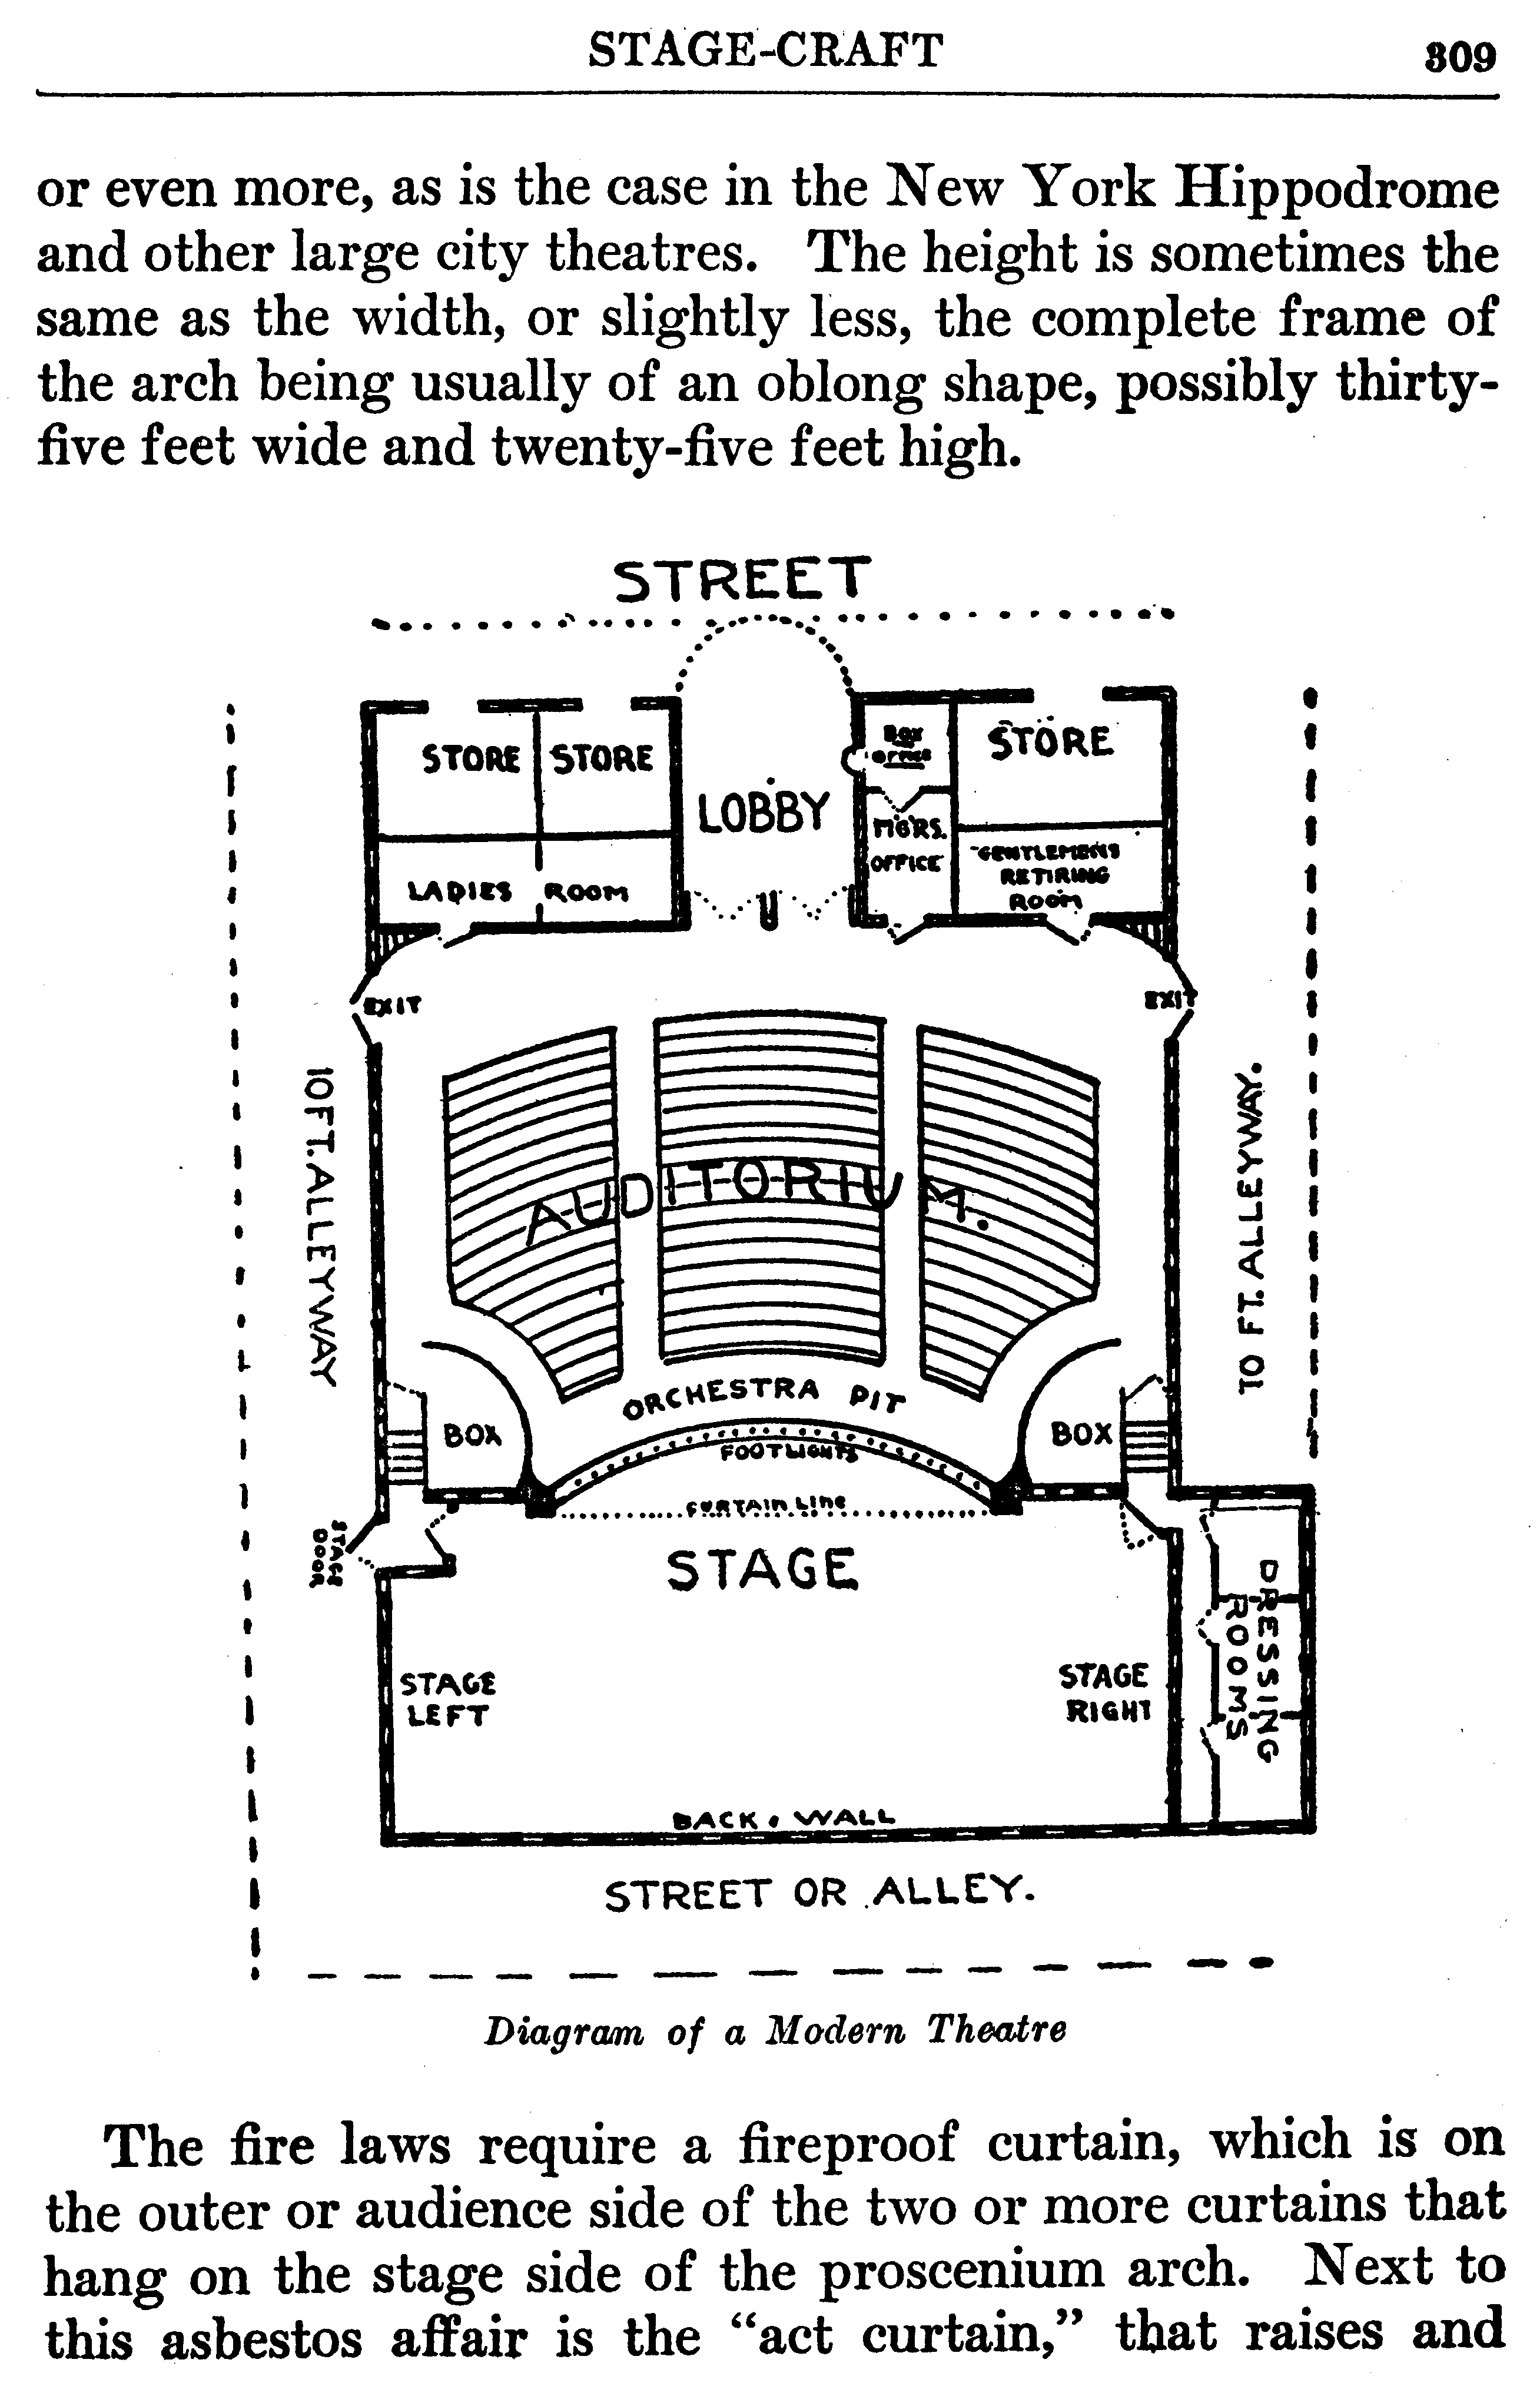 STAGE-CRAFT 309
or even more, as is the case in the New York Hippodrome
and other large city theatres. The height is sometimes the
same as the width, or slightly less, the complete frame of
the arch being usually of an oblong shape, possibly thirty-
five feet wide and twenty-five feet high.
STREET
STORE
STORE
LOBBY
BOX
OFFICE
STORE
MGRS.
OFFICE
GENTLEMENS
RETIRING
ROOM
LADIES ROOM
EXIT
EXIT
10 FT. ALLEYWAY
TO FT. ALLEYWAY.
AUDITORIUM.
ORCHESTRA PIT
BOX
BOX
FOOTLIGHTS
CURTAIN LINE
STAGE
DOOR
STAGE
DRESSING
ROOMS
STAGE
LEFT
STAGE
RIGHT
BACK WALL
STREET OR ALLEY.
Diagram of a Modern Theatre
The fire laws require a fireproof curtain, which is on
the outer or audience side of the two or more curtains that
hang on the stage side of the proscenium arch. Next to
this asbestos affair is the “act curtain,” that raises and